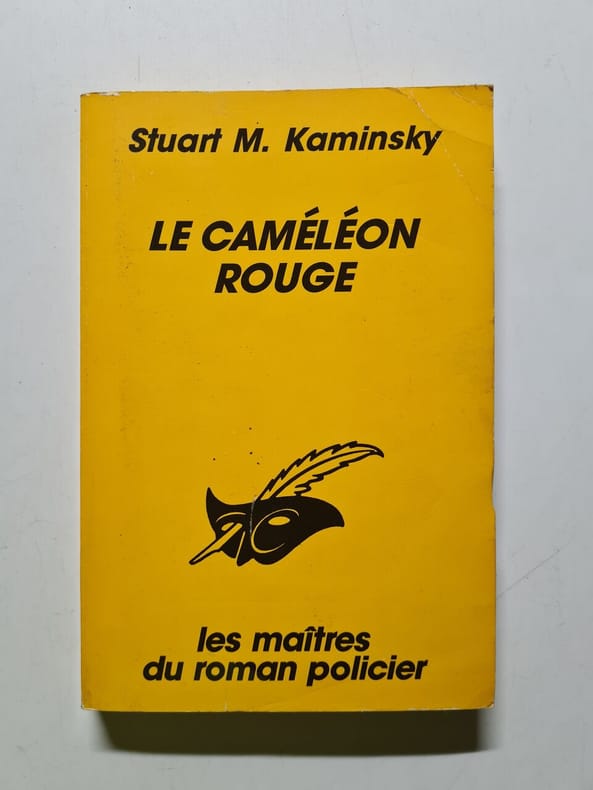 Stuart M. Kaminsky
LE CAMÉLÉON
ROUGE
les maîtres
du roman policier